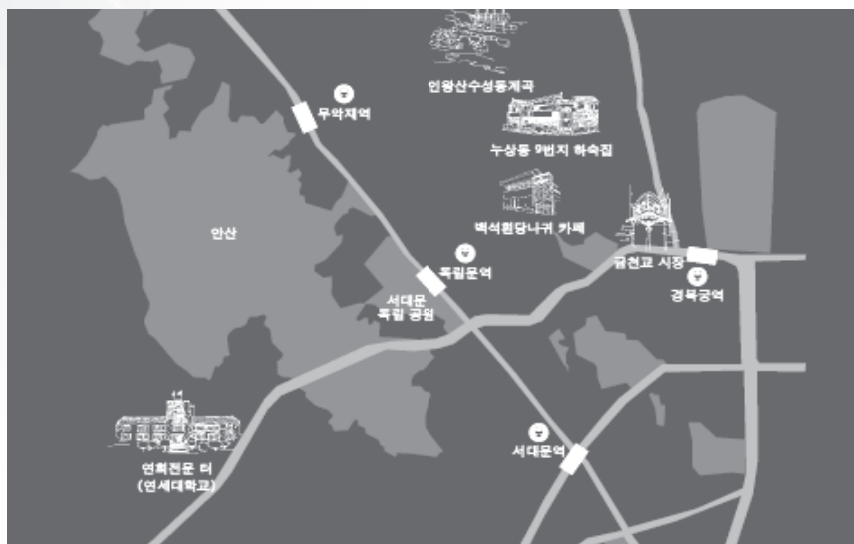 인왕산수성동계곡
무악재역
누상동 9번지 하숙집
백석흰당나귀 카페
안산
금천교 시장
독립문역
경복궁역
서대문
독립 공원
서대문역
연희전문 터
(연세대학교)